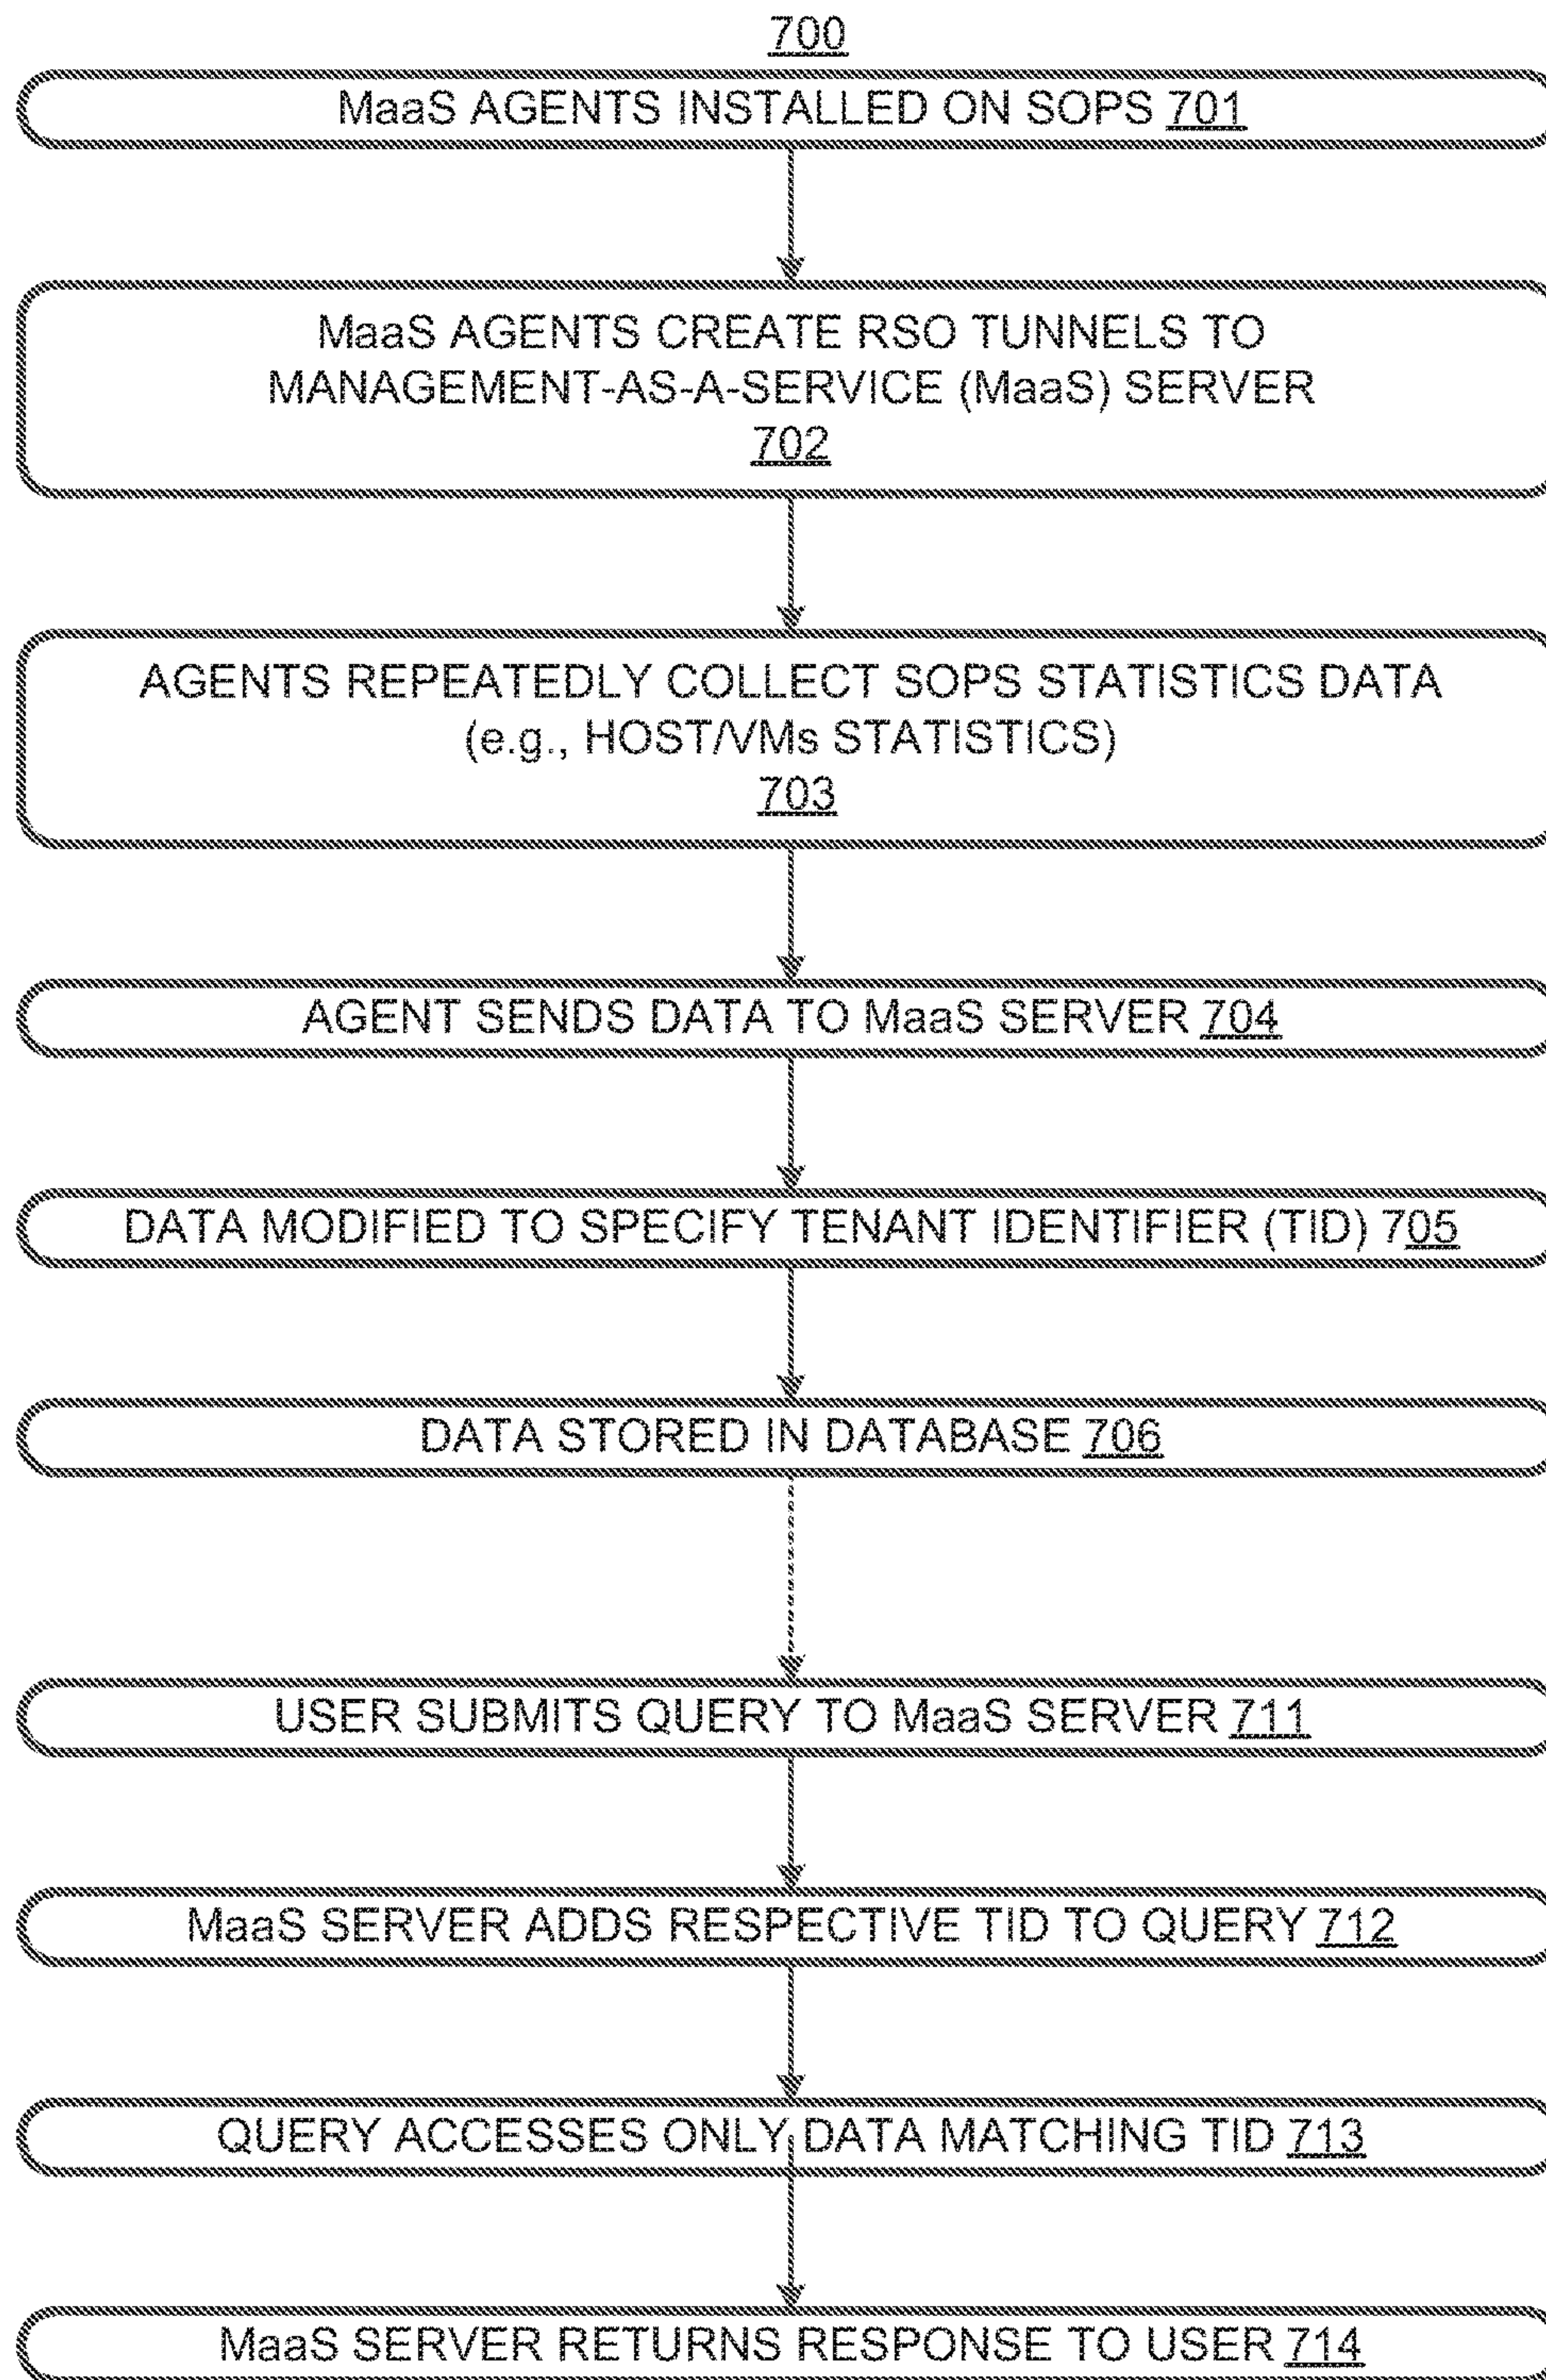 700
MaaS AGENTS INSTALLED ON SOPS 701
MaaS AGENTS CREATE RSO TUNNELS TO
MANAGEMENT-AS-A-SERVICE (MaaS) SERVER
702
AGENTS REPEATEDLY COLLECT SOPS STATISTICS DATA
(e.g., HOST/VMs STATISTICS)
703
AGENT SENDS DATA TO MaaS SERVER 704
DATA MODIFIED TO SPECIFY TENANT IDENTIFIER (TID) 705
DATA STORED IN DATABASE 706
USER SUBMITS QUERY TO MaaS SERVER 711
MaaS SERVER ADDS RESPECTIVE TID TO QUERY 712
QUERY ACCESSES ONLY DATA MATCHING TID 713
MaaS SERVER RETURNS RESPONSE TO USER 714